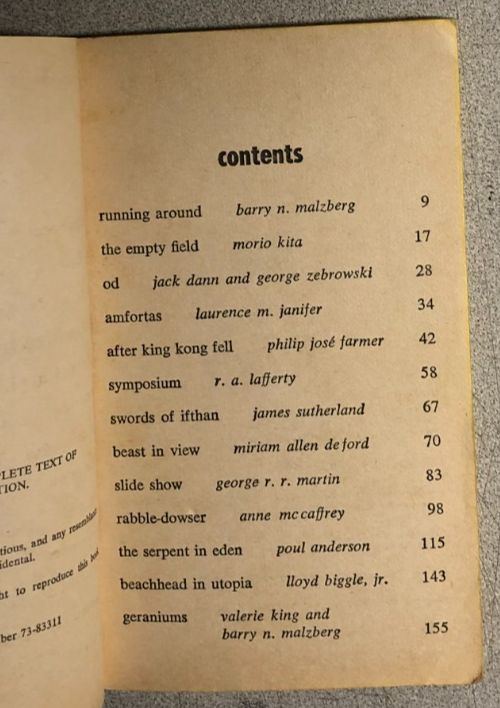 PLETE TEXT OF
TION.
tious, and any
idental.
to reproduce this
ber 73-83311
contents
running around barry n. malzberg 9
the empty field morio kita 17
od jack dann and george zebrowski 28
amfortas laurence m. janifer 34
after king kong fell philip josé farmer 42
symposium r. a. lafferty 58
swords of ifthan james sutherland 67
beast in view miriam allen deford 70
slide show george r. r. martin 83
rabble-dowser anne mccaffrey 98
the serpent in eden poul anderson 115
beachhead in utopia lloyd biggle, jr. 143
geraniums valerie king and
barry n. malzberg 155